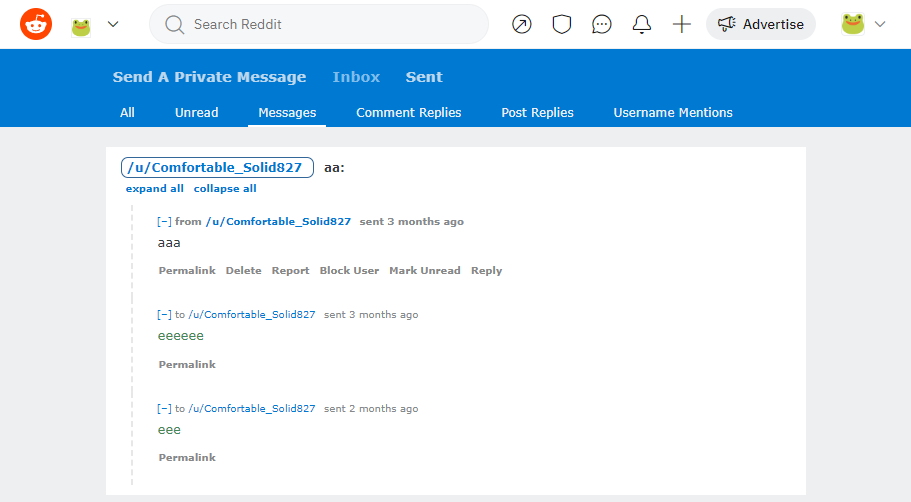 Search Reddit
Advertise
Send A Private Message Inbox Sent
All Unread Messages Comment Replies Post Replies Username Mentions
/u/Comfortable_Solid827 aa:
expand all collapse all
[–] from /u/Comfortable_Solid827 sent 3 months ago
aaa
Permalink Delete Report Block User Mark Unread Reply
[–] to /u/Comfortable_Solid827 sent 3 months ago
eeeeee
Permalink
[–] to /u/Comfortable_Solid827 sent 2 months ago
eee
Permalink